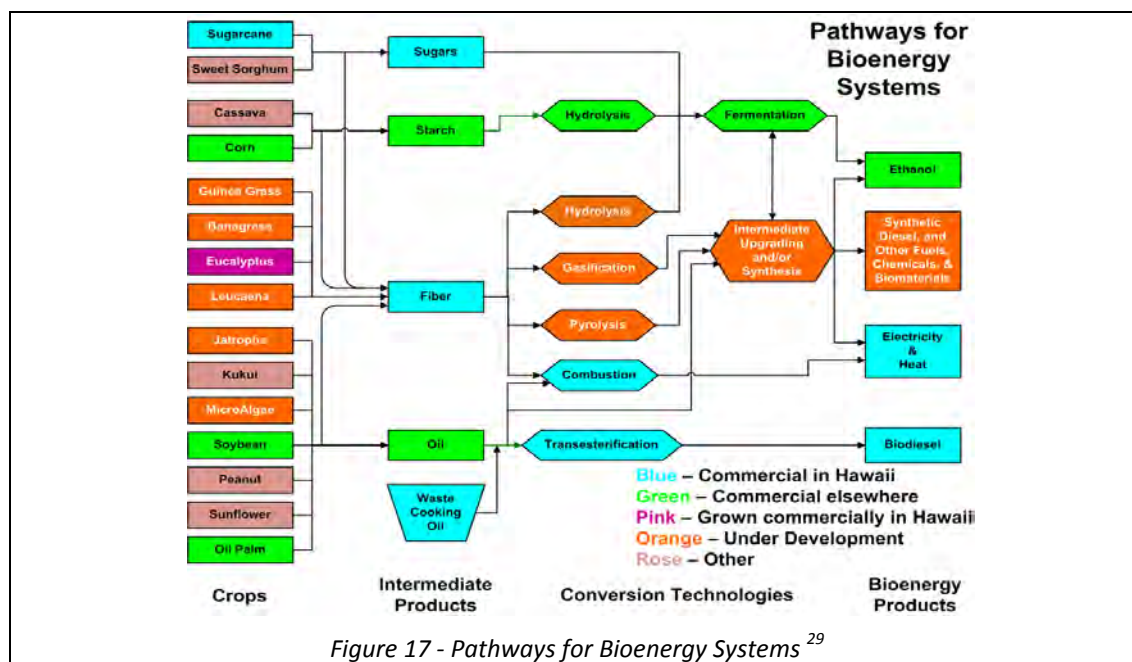 Pathways for
Bioenergy
Systems
Sugarcane
Sweet Sorghum
Cassava
Corn
Guinea Grass
Banagrass
Eucalyptus
Leucaena
Jatropha
Kukui
MicroAlgae
Soybean
Peanut
Sunflower
Oil Palm
Crops
Sugars
Starch
Fiber
Oil
Waste
Cooking
Oil
Intermediate
Products
Hydrolysis
Fermentation
Hydrolysis
Gasification
Pyrolysis
Combustion
Transesterification
Intermediate
Upgrading
and/or
Synthesis
Conversion Technologies
Ethanol
Synthetic
Diesel, and
Other Fuels,
Chemicals, &
Biomaterials
Electricity
&
Heat
Biodiesel
Bioenergy
Products
Blue – Commercial in Hawaii
Green – Commercial elsewhere
Pink – Grown commercially in Hawaii
Orange – Under Development
Rose – Other
Figure 17 - Pathways for Bioenergy Systems 29